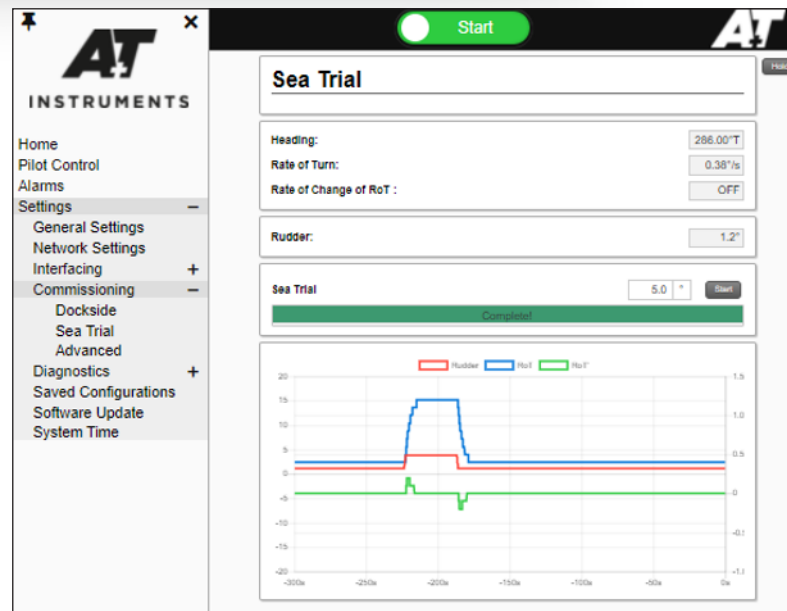 A+T
INSTRUMENTS
Home
Pilot Control
Alarms
Settings −
General Settings
Network Settings
Interfacing +
Commissioning −
Dockside
Sea Trial
Advanced
Diagnostics +
Saved Configurations
Software Update
System Time
Start
A+T
Sea Trial
Heading: 286.00°T
Rate of Turn: 0.38°/s
Rate of Change of RoT : OFF
Rudder: 1.2°
Sea Trial 5.0 ° Start
Complete!
Rudder RoT RoT'
20 1.5
15
1.0
10
5 0.5
0
-5 0
-10
-0.5
-15
-20
-300s -250s -200s -150s -100s -50s 0s